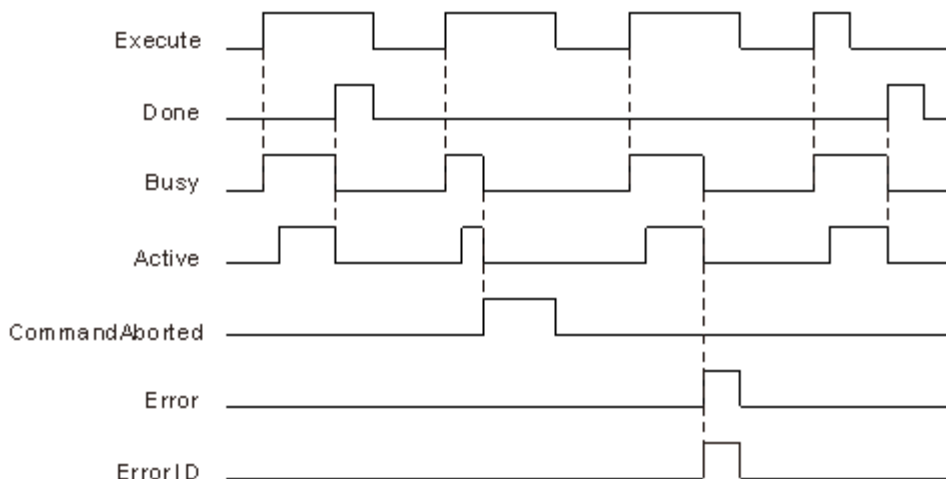 Execute
Done
Busy
Active
CommandAborted
Error
ErrorID